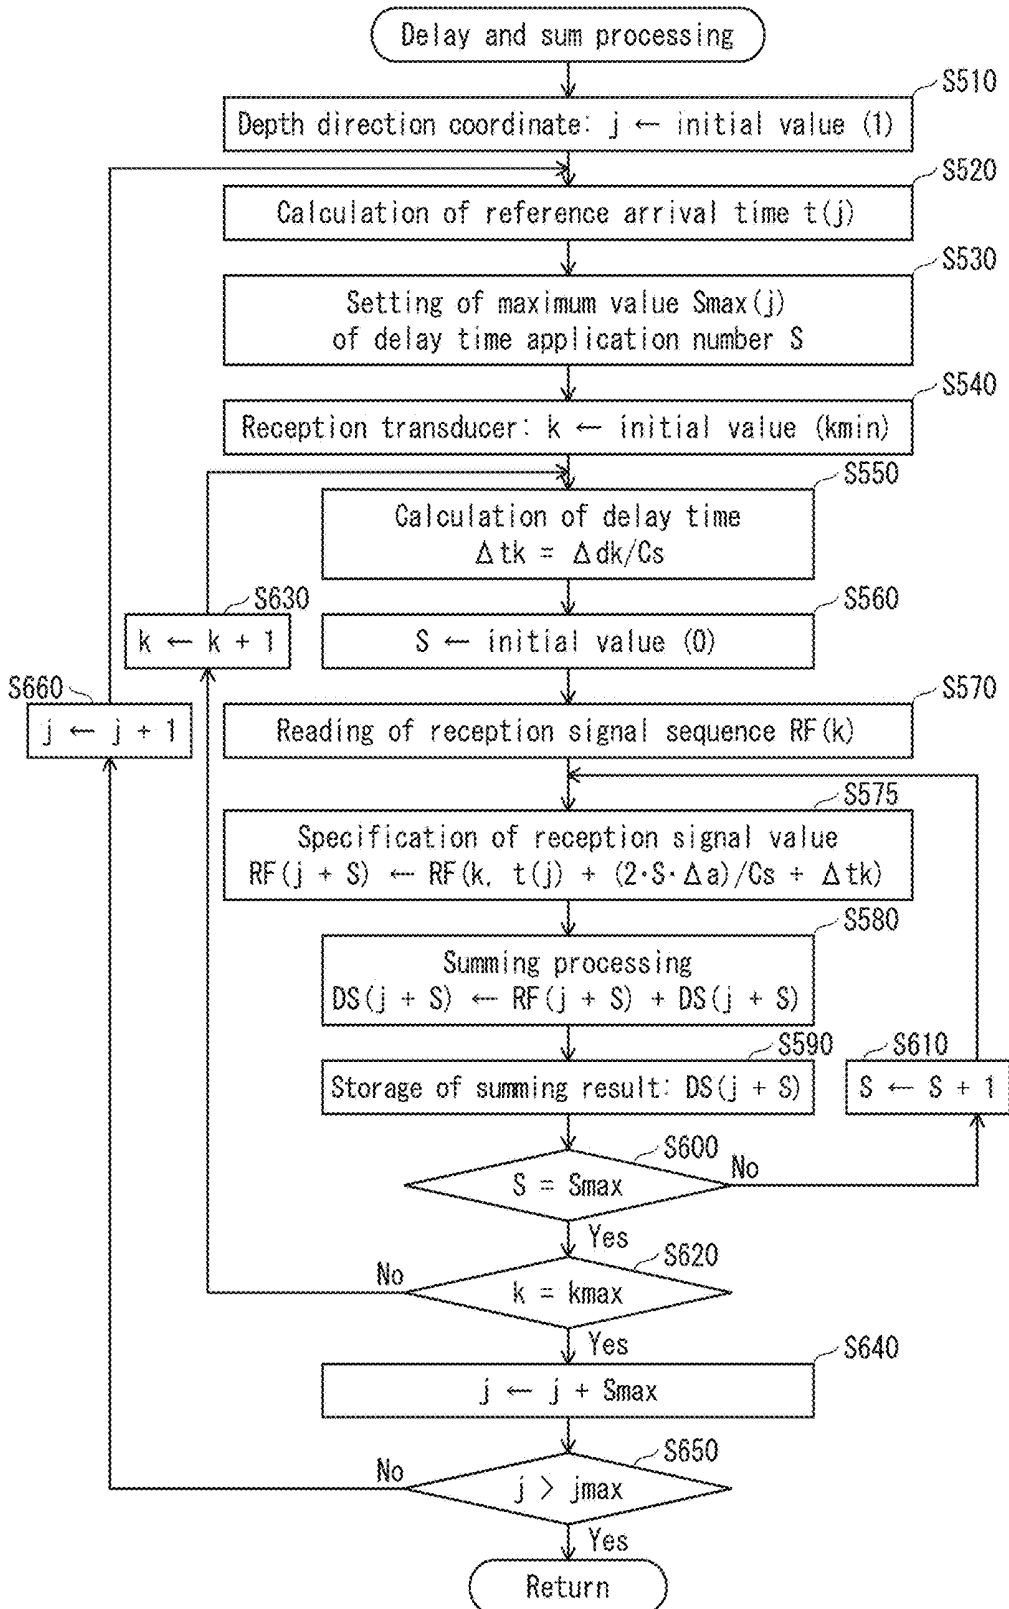 Delay and sum processing
S510
Depth direction coordinate: j ← initial value (1)
S520
Calculation of reference arrival time t(j)
S530
Setting of maximum value Smax(j)
of delay time application number S
S540
Reception transducer: k ← initial value (kmin)
S550
Calculation of delay time
Δtk = Δdk/Cs
S630
k ← k + 1
S560
S ← initial value (0)
S660
j ← j + 1
S570
Reading of reception signal sequence RF(k)
S575
Specification of reception signal value
RF(j + S) ← RF(k, t(j) + (2·S·Δa)/Cs + Δtk)
S580
Summing processing
DS(j + S) ← RF(j + S) + DS(j + S)
S590
Storage of summing result: DS(j + S)
S610
S ← S + 1
S600
S = Smax
No
Yes
S620
k = kmax
No
Yes
S640
j ← j + Smax
S650
j > jmax
No
Yes
Return